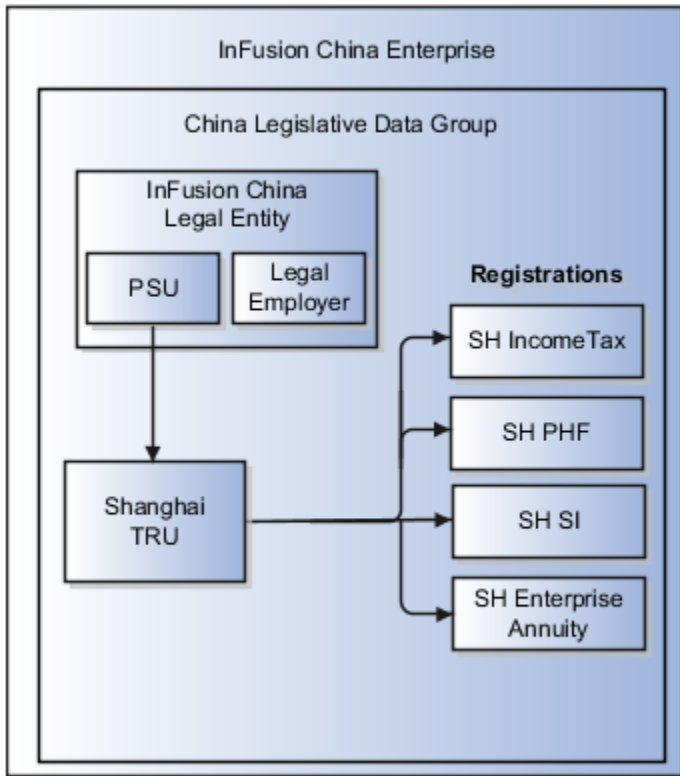 InFusion China Enterprise
China Legislative Data Group
InFusion China
Legal Entity
PSU
Legal
Employer
Registrations
SH IncomeTax
SH PHF
Shanghai
TRU
SH SI
SH Enterprise
Annuity